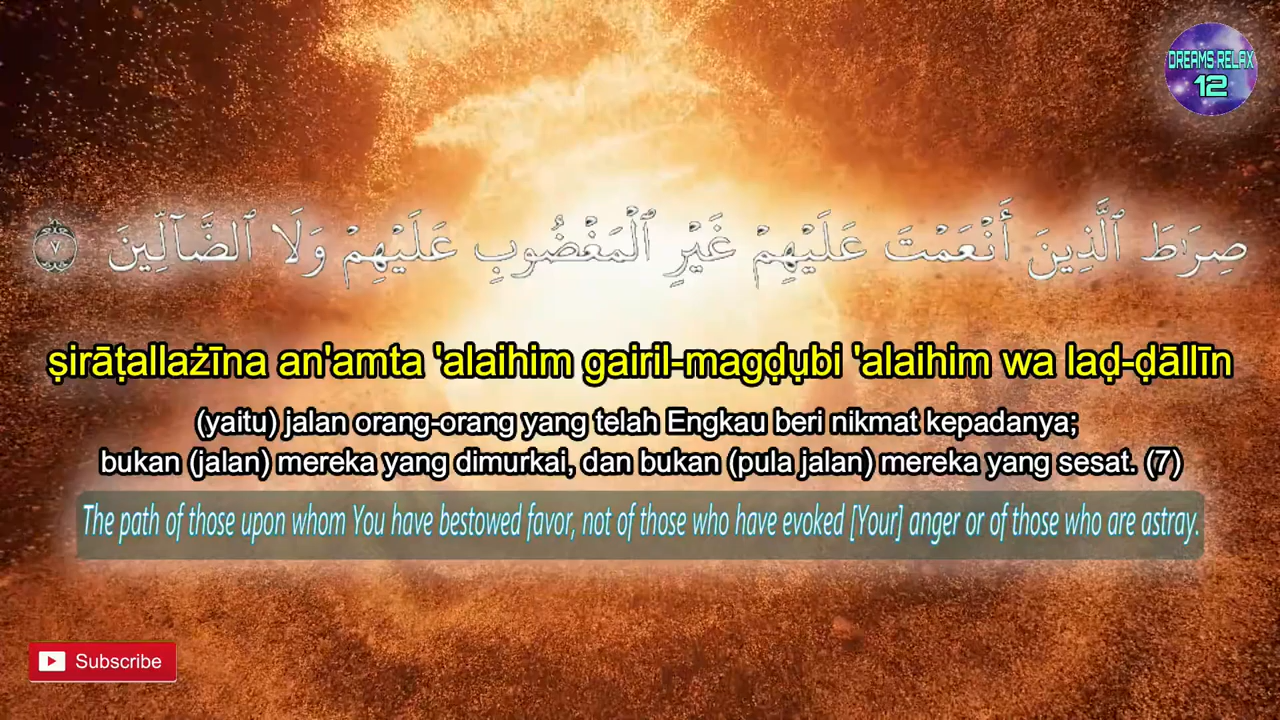 DREAMS RELAX
12
صِرَٰطَ ٱلَّذِينَ أَنْعَمْتَ عَلَيْهِمْ غَيْرِ ٱلْمَغْضُوبِ عَلَيْهِمْ وَلَا ٱلضَّآلِّينَ ٧
ṣirāṭallażīna an'amta 'alaihim gairil-magḍụbi 'alaihim wa laḍ-ḍāllīn
(yaitu) jalan orang-orang yang telah Engkau beri nikmat kepadanya;
bukan (jalan) mereka yang dimurkai, dan bukan (pula jalan) mereka yang sesat. (7)
The path of those upon whom You have bestowed favor, not of those who have evoked [Your] anger or of those who are astray.
Subscribe